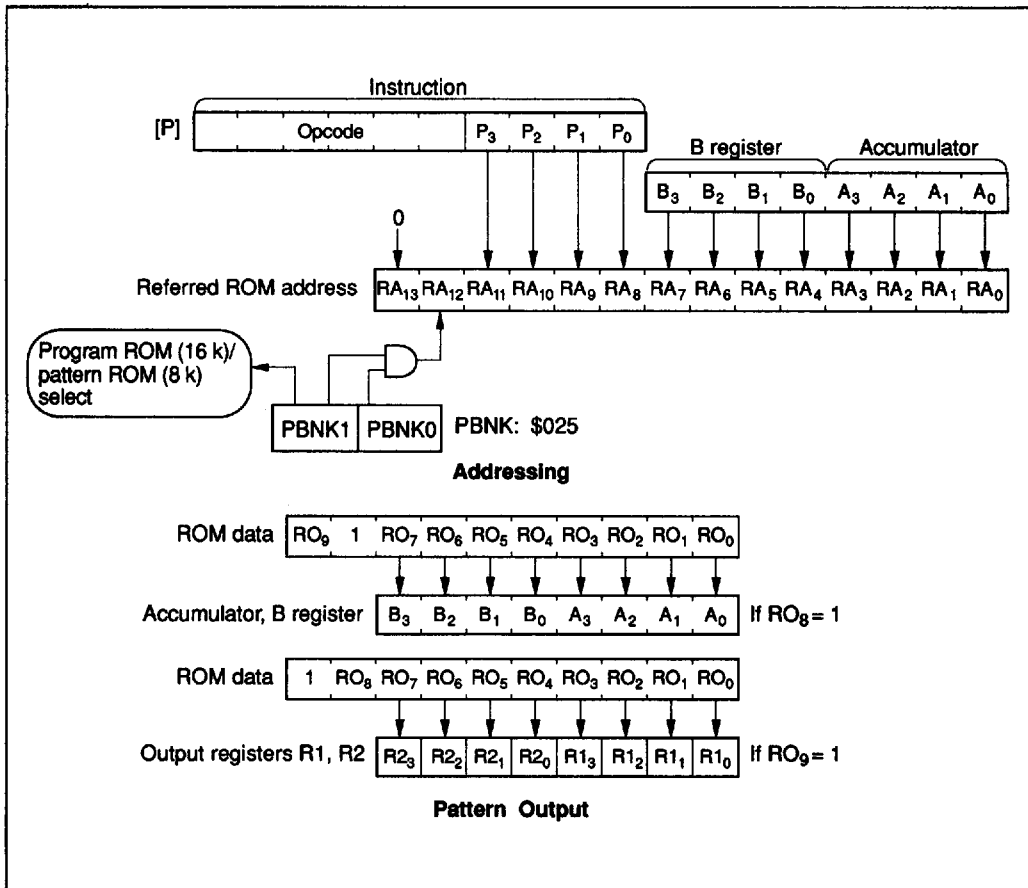 Instruction
[P] Opcode P3 P2 P1 P0
B register Accumulator
B3 B2 B1 B0 A3 A2 A1 A0
0
Referred ROM address RA13 RA12 RA11 RA10 RA9 RA8 RA7 RA6 RA5 RA4 RA3 RA2 RA1 RA0
Program ROM (16 k)/
pattern ROM (8 k)
select
PBNK1 PBNK0 PBNK: $025
Addressing
ROM data RO9 1 RO7 RO6 RO5 RO4 RO3 RO2 RO1 RO0
Accumulator, B register B3 B2 B1 B0 A3 A2 A1 A0 If RO8 = 1
ROM data 1 RO8 RO7 RO6 RO5 RO4 RO3 RO2 RO1 RO0
Output registers R1, R2 R23 R22 R21 R20 R13 R12 R11 R10 If RO9 = 1
Pattern Output